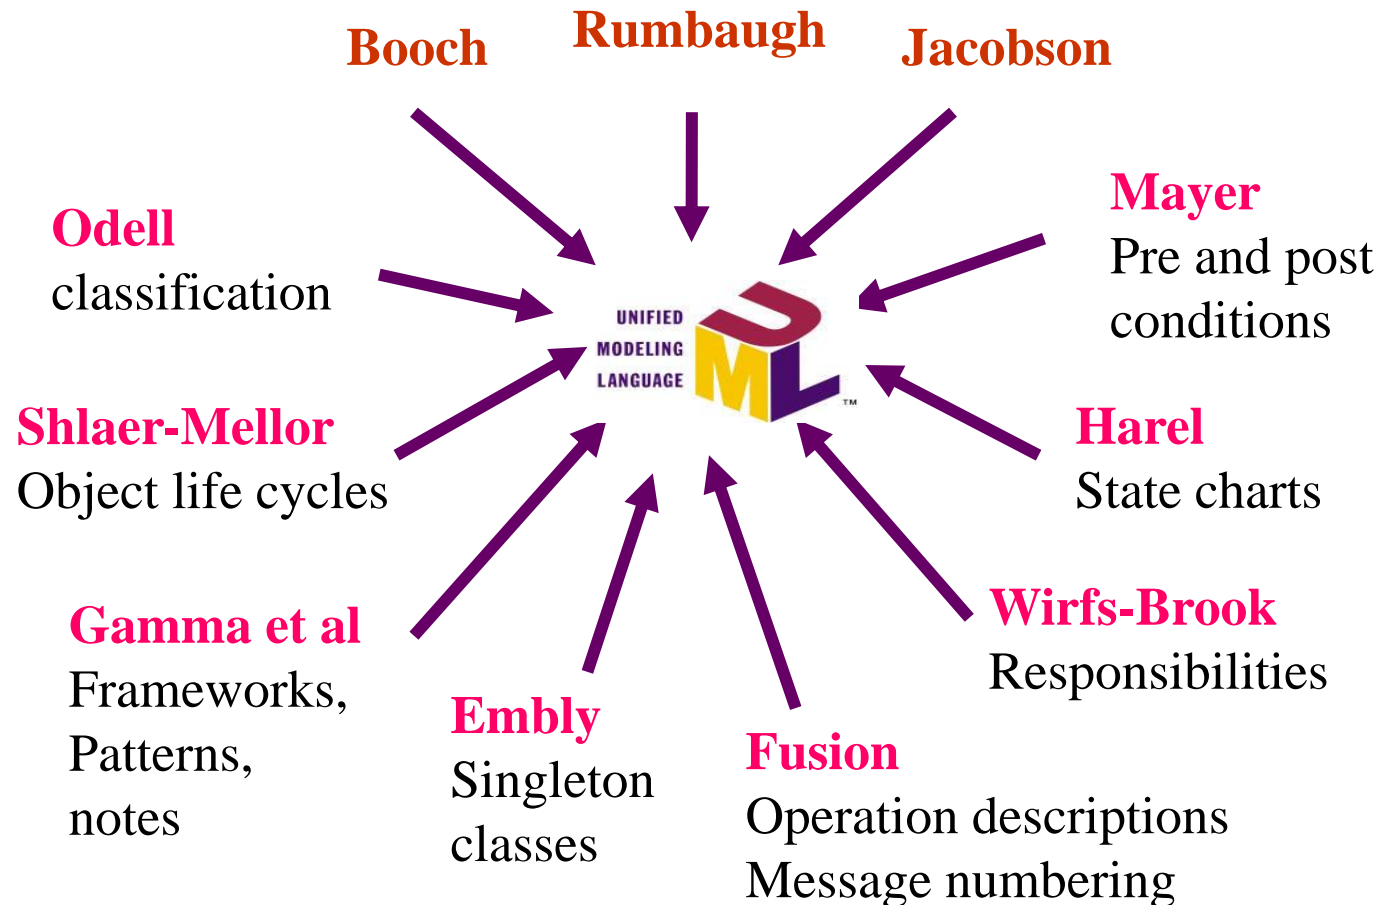 Booch
Rumbaugh
Jacobson
Odell
classification
Mayer
Pre and post
conditions
UNIFIED
MODELING
LANGUAGE
UML
TM
Shlaer-Mellor
Object life cycles
Harel
State charts
Gamma et al
Frameworks,
Patterns,
notes
Embly
Singleton
classes
Fusion
Operation descriptions
Message numbering
Wirfs-Brook
Responsibilities